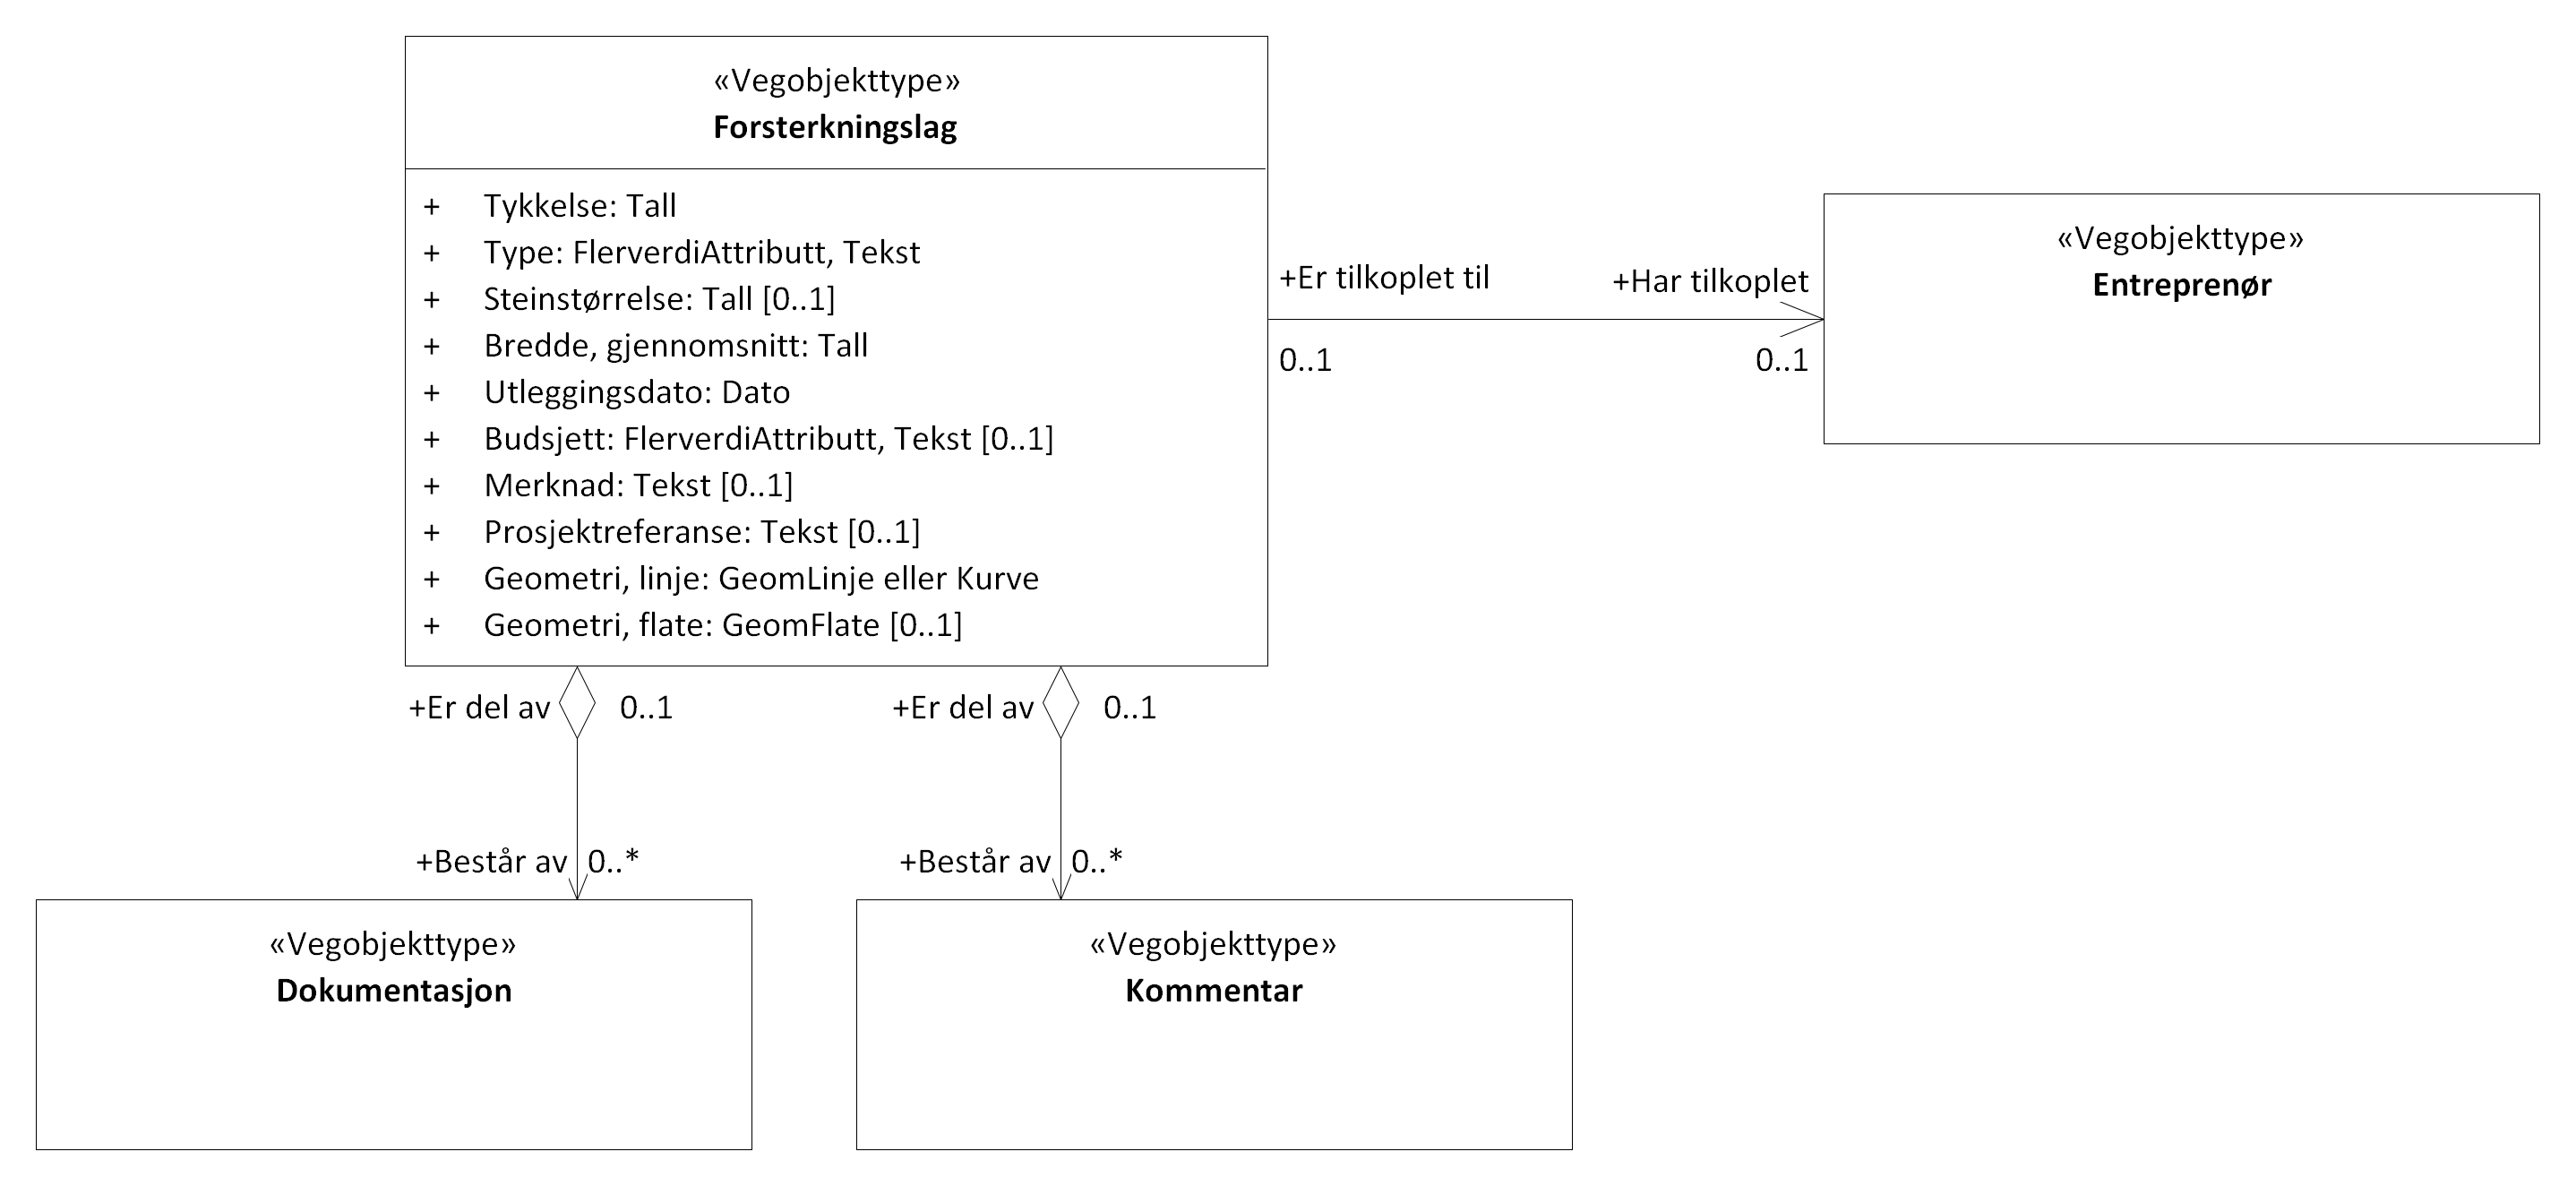 «Vegobjekttype»
Forsterkningslag
+ Tykkelse: Tall
+ Type: FlerverdiAttributt, Tekst
+ Steinstørrelse: Tall [0..1]
+ Bredde, gjennomsnitt: Tall
+ Utleggingsdato: Dato
+ Budsjett: FlerverdiAttributt, Tekst [0..1]
+ Merknad: Tekst [0..1]
+ Prosjektreferanse: Tekst [0..1]
+ Geometri, linje: GeomLinje eller Kurve
+ Geometri, flate: GeomFlate [0..1]
+Er tilkoplet til
+Har tilkoplet
0..1
0..1
«Vegobjekttype»
Entreprenør
+Er del av
0..1
+Er del av
0..1
+Består av
0..*
+Består av
0..*
«Vegobjekttype»
Dokumentasjon
«Vegobjekttype»
Kommentar